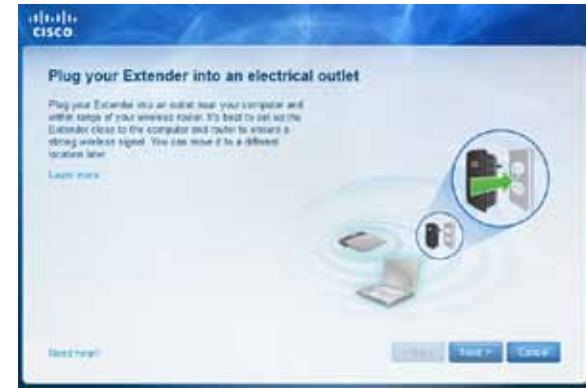 CISCO
Plug your Extender into an electrical outlet
Plug your Extender into an outlet near your computer and
within range of your wireless router. It's best to set up the
Extender close to the computer and router to ensure a
strong wireless signal. You can move it to a different
location later.
Learn more
Need help?
Next >
Cancel